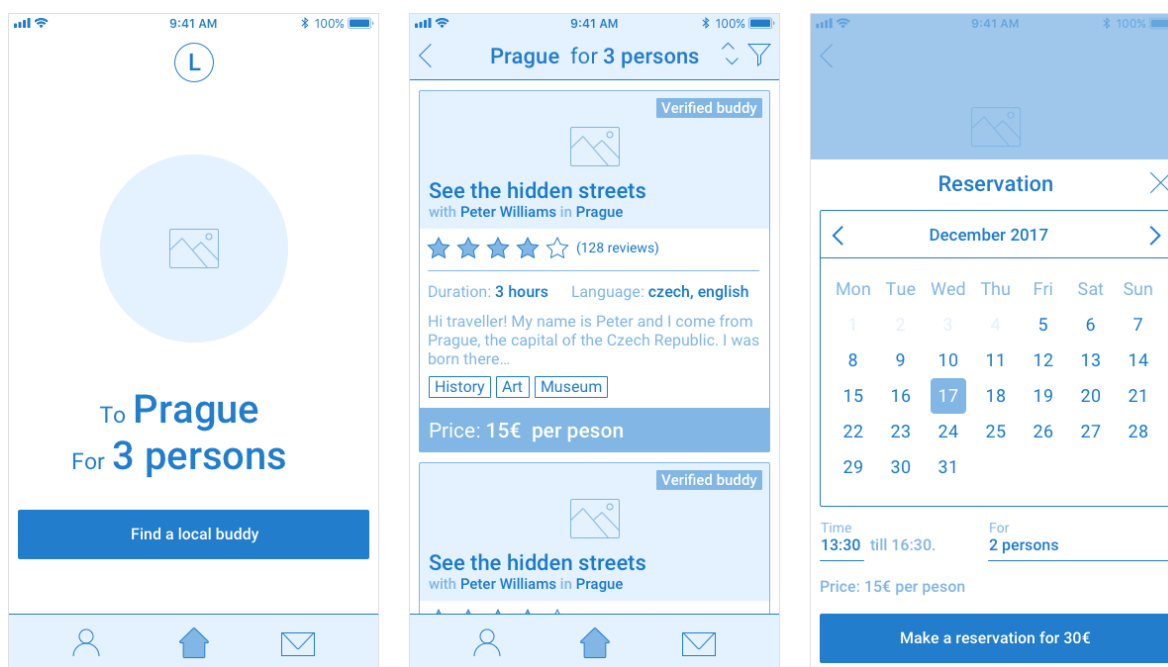 9:41 AM 100%
L
To Prague
For 3 persons
Find a local buddy
9:41 AM 100%
Prague for 3 persons
Verified buddy
See the hidden streets
with Peter Williams in Prague
(128 reviews)
Duration: 3 hours Language: czech, english
Hi traveller! My name is Peter and I come from
Prague, the capital of the Czech Republic. I was
born there...
History Art Museum
Price: 15€ per peson
Verified buddy
See the hidden streets
with Peter Williams in Prague
9:41 AM 100%
Reservation
December 2017
Mon Tue Wed Thu Fri Sat Sun
1 2 3 4 5 6 7
8 9 10 11 12 13 14
15 16 17 18 19 20 21
22 23 24 25 26 27 28
29 30 31
Time For
13:30 till 16:30. 2 persons
Price: 15€ per peson
Make a reservation for 30€